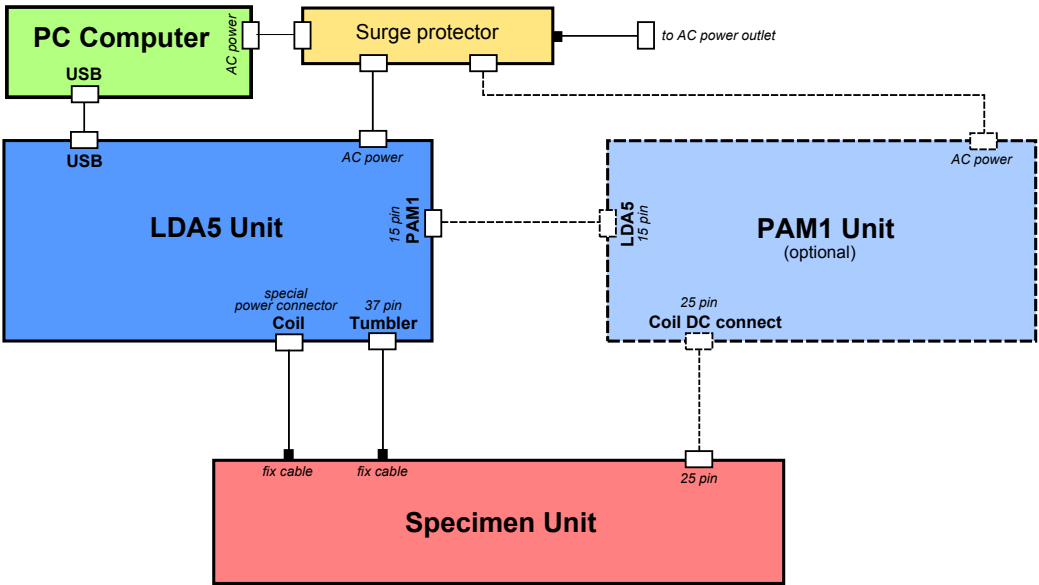 PC Computer
AC power
USB
Surge protector
to AC power outlet
USB
AC power
LDA5 Unit
15 pin
PAM1
special
power connector
Coil
37 pin
Tumbler
AC power
LDA5
15 pin
PAM1 Unit
(optional)
25 pin
Coil DC connect
fix cable
fix cable
25 pin
Specimen Unit